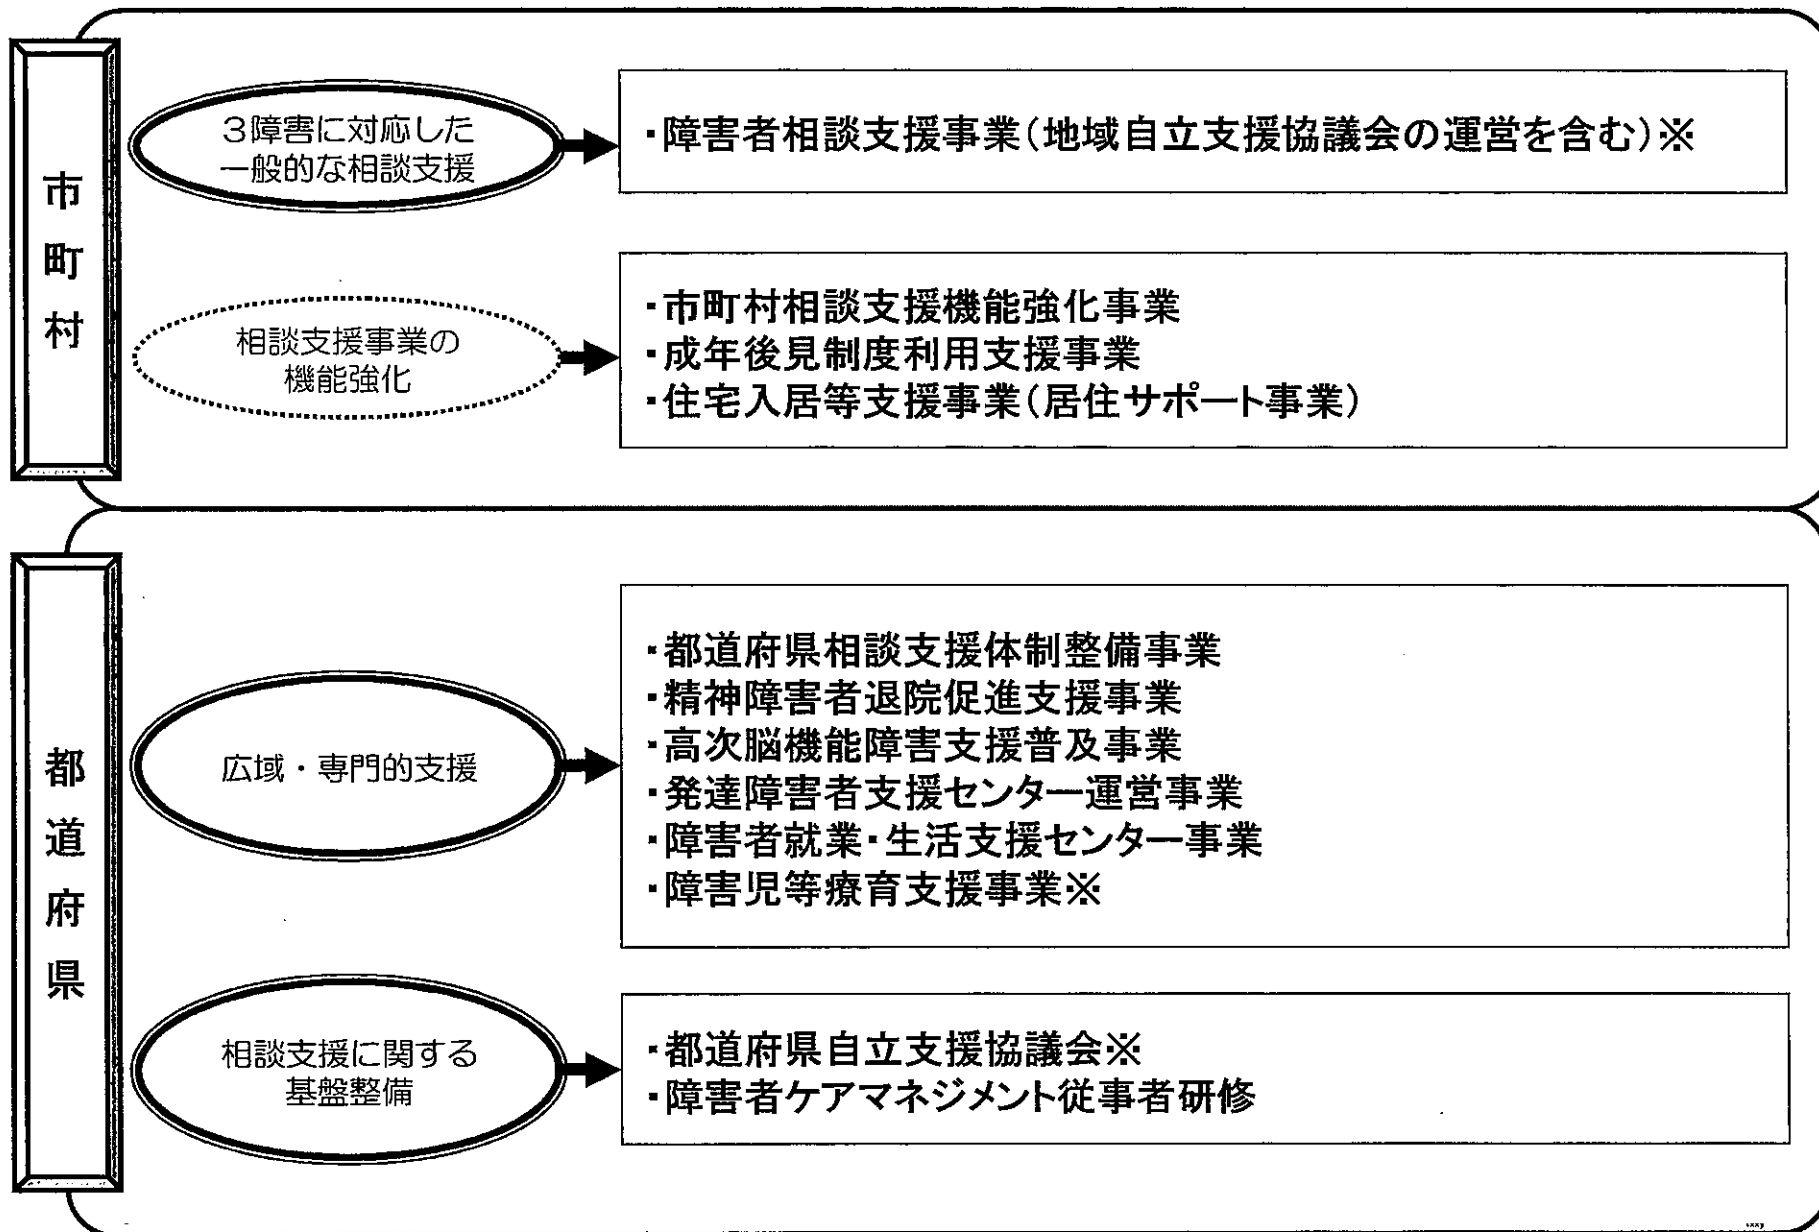 市町村
3障害に対応した
一般的な相談支援
・障害者相談支援事業(地域自立支援協議会の運営を含む)※
相談支援事業の
機能強化
・市町村相談支援機能強化事業
・成年後見制度利用支援事業
・住宅入居等支援事業(居住サポート事業)
都道府県
広域・専門的支援
・都道府県相談支援体制整備事業
・精神障害者退院促進支援事業
・高次脳機能障害支援普及事業
・発達障害者支援センター運営事業
・障害者就業・生活支援センター事業
・障害児等療育支援事業※
相談支援に関する
基盤整備
・都道府県自立支援協議会※
・障害者ケアマネジメント従事者研修